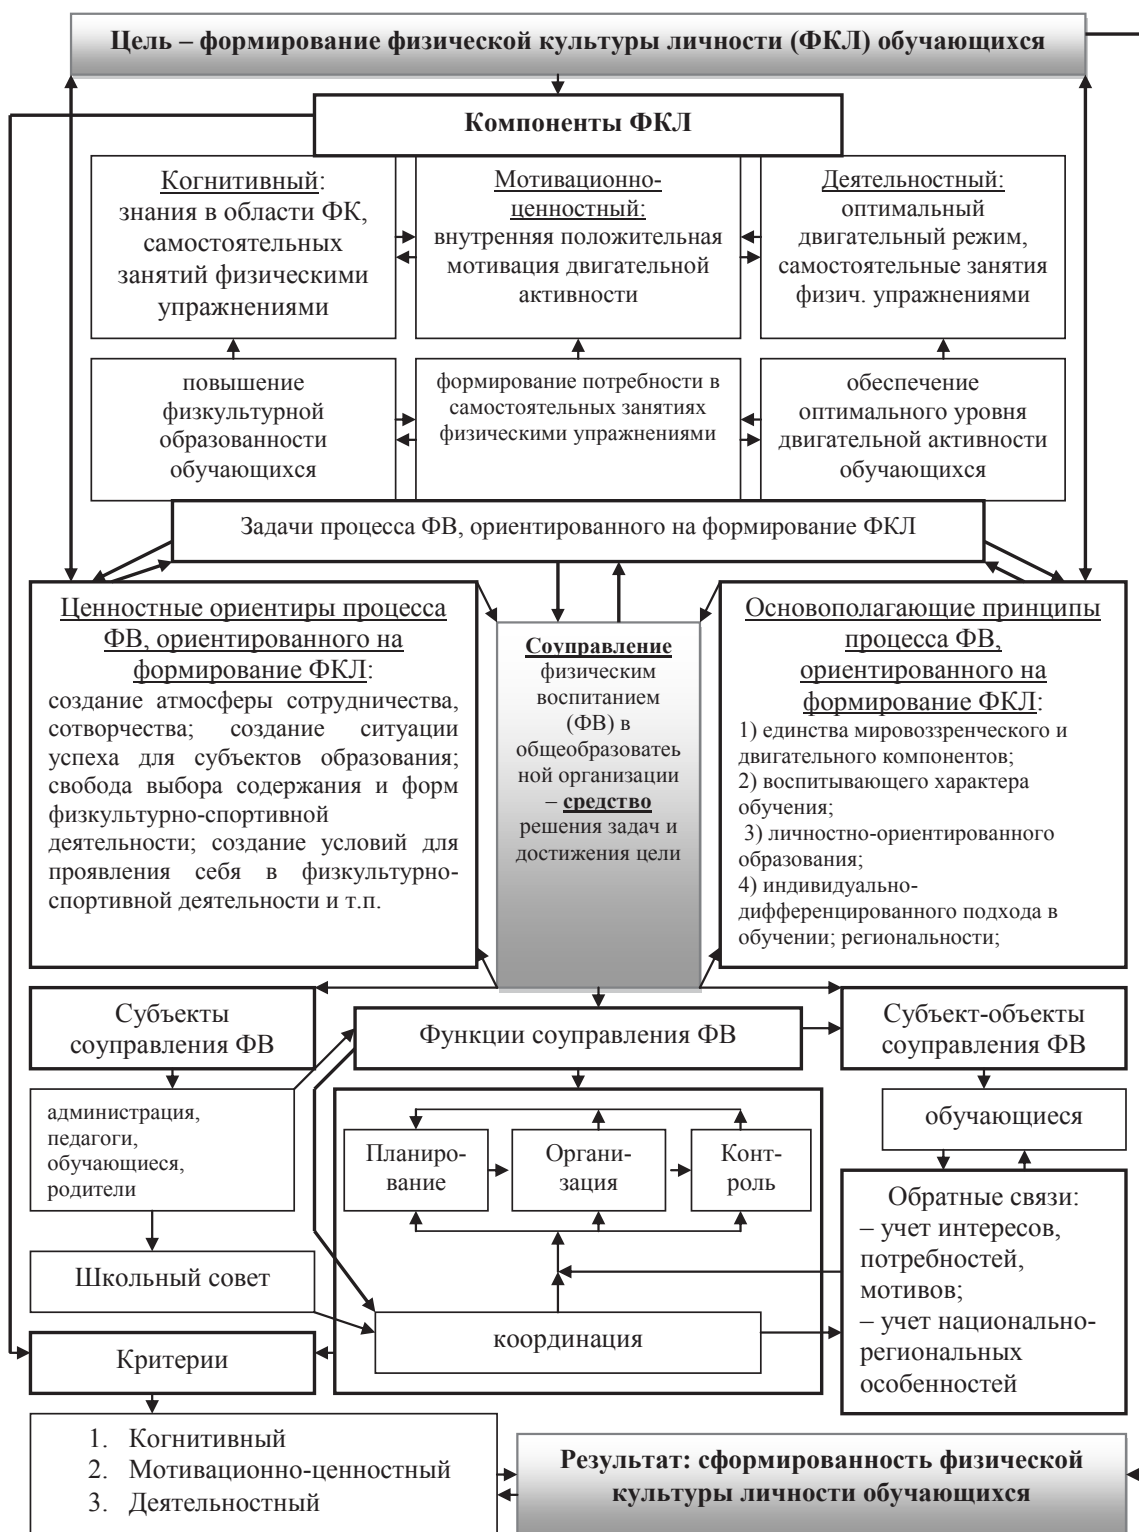 Цель – формирование физической культуры личности (ФКЛ) обучающихся
Компоненты ФКЛ
Когнитивный:
знания в области ФК,
самостоятельных
занятий физическими
упражнениями
Мотивационно-
ценностный:
внутренняя положительная
мотивация двигательной
активности
Деятельностный:
оптимальный
двигательный режим,
самостоятельные занятия
физич. упражнениями
повышение
физкультурной
образованности
обучающихся
формирование потребности в
самостоятельных занятиях
физическими упражнениями
обеспечение
оптимального уровня
двигательной активности
обучающихся
Задачи процесса ФВ, ориентированного на формирование ФКЛ
Ценностные ориентиры процесса
ФВ, ориентированного на
формирование ФКЛ:
создание атмосферы сотрудничества,
сотворчества; создание ситуации
успеха для субъектов образования;
свобода выбора содержания и форм
физкультурно-спортивной
деятельности; создание условий для
проявления себя в физкультурно-
спортивной деятельности и т.п.
Соуправление
физическим
воспитанием
(ФВ) в
общеобразователь
ной организации
– средство
решения задач и
достижения цели
Основополагающие принципы
процесса ФВ,
ориентированного на
формирование ФКЛ:
1) единства мировоззренческого и
двигательного компонентов;
2) воспитывающего характера
обучения;
3) личностно-ориентированного
образования;
4) индивидуально-
дифференцированного подхода в
обучении; региональности;
Субъекты
соуправления ФВ
Функции соуправления ФВ
Субъект-объекты
соуправления ФВ
администрация,
педагоги,
обучающиеся,
родители
обучающиеся
Планиро-
вание
Органи-
зация
Конт-
роль
Обратные связи:
– учет интересов,
потребностей,
мотивов;
– учет национально-
региональных
особенностей
Школьный совет
координация
Критерии
1. Когнитивный
2. Мотивационно-ценностный
3. Деятельностный
Результат: сформированность физической
культуры личности обучающихся